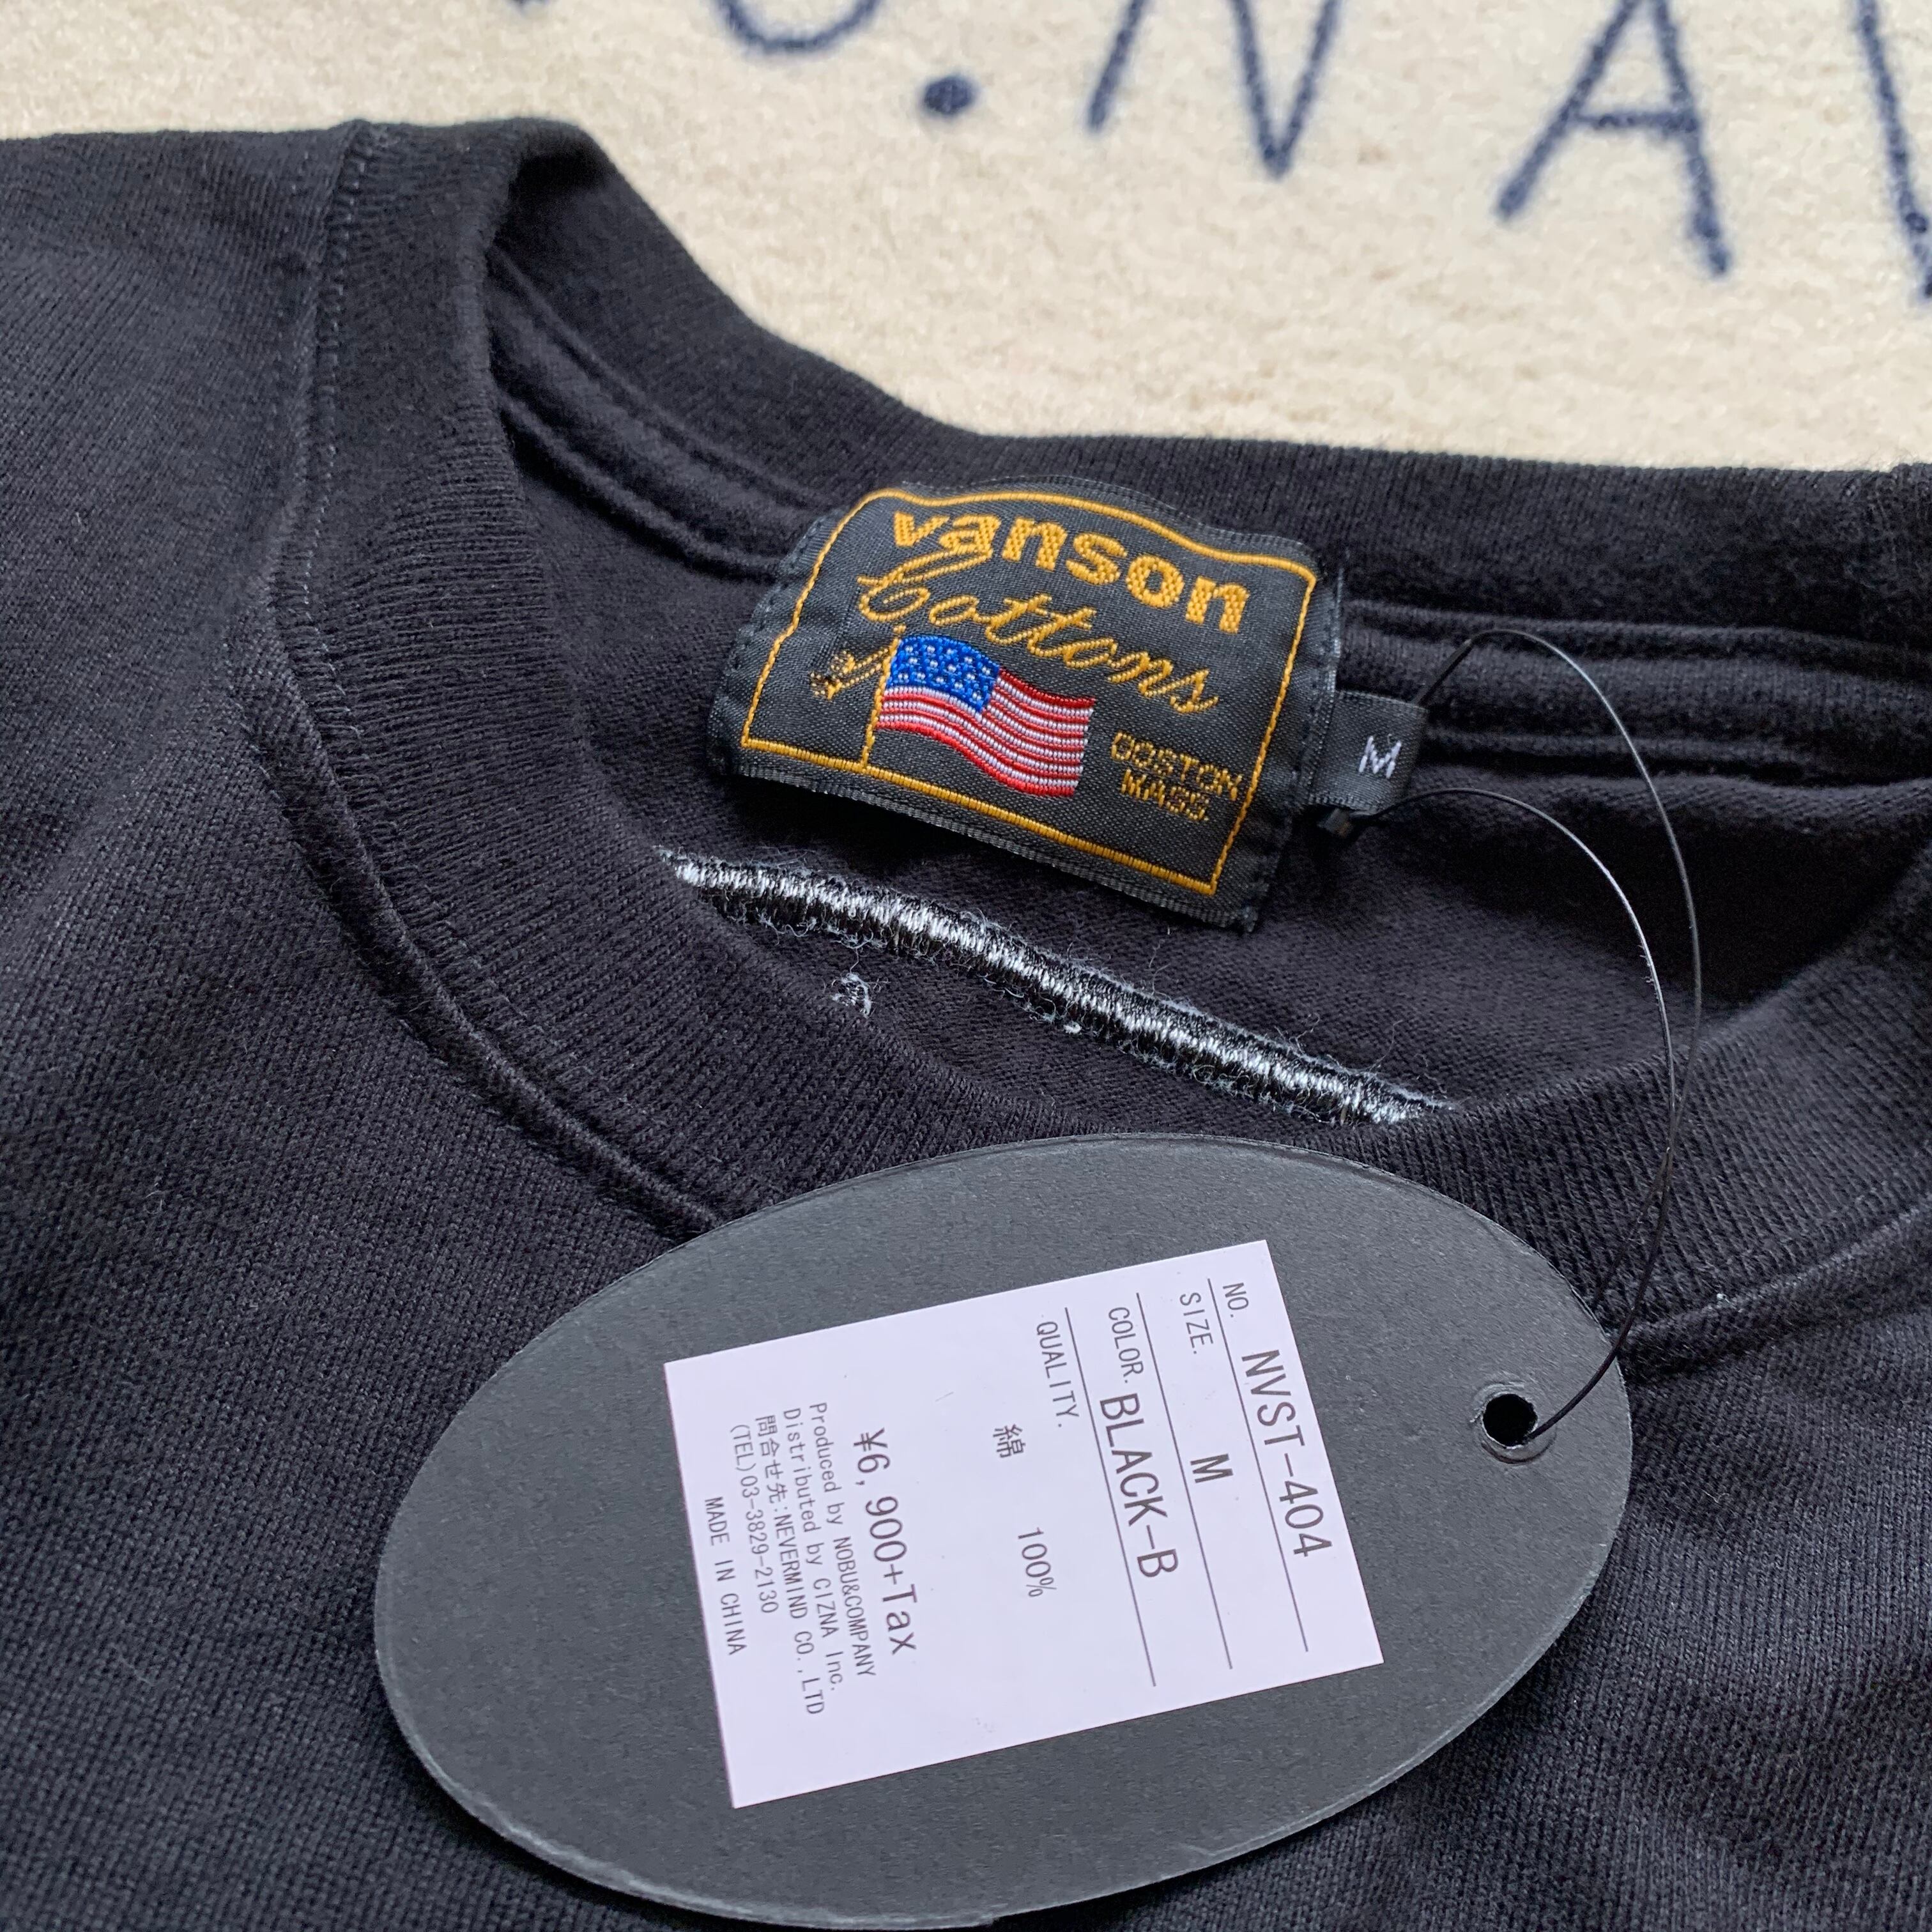 O.NAV
vanson
Cottons
BOSTON
MASS.
M
NO. NVST-404
SIZE. M
COLOR. BLACK-B
QUALITY.
綿 100%
¥6,900+Tax
Produced by NOBU&COMPANY
Distributed by CIZNA Inc.
問合せ先:NEVERMIND CO.,LTD
(TEL)03-3829-2130
MADE IN CHINA